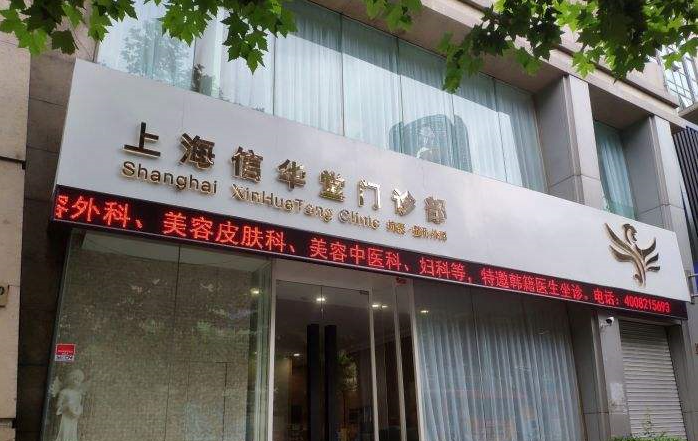 上海信华堂门诊部
Shanghai XinHuaTang Clinic
容外科、美容皮肤科、美容中医科、妇科等，特邀韩籍医生坐诊。电话：4008215693